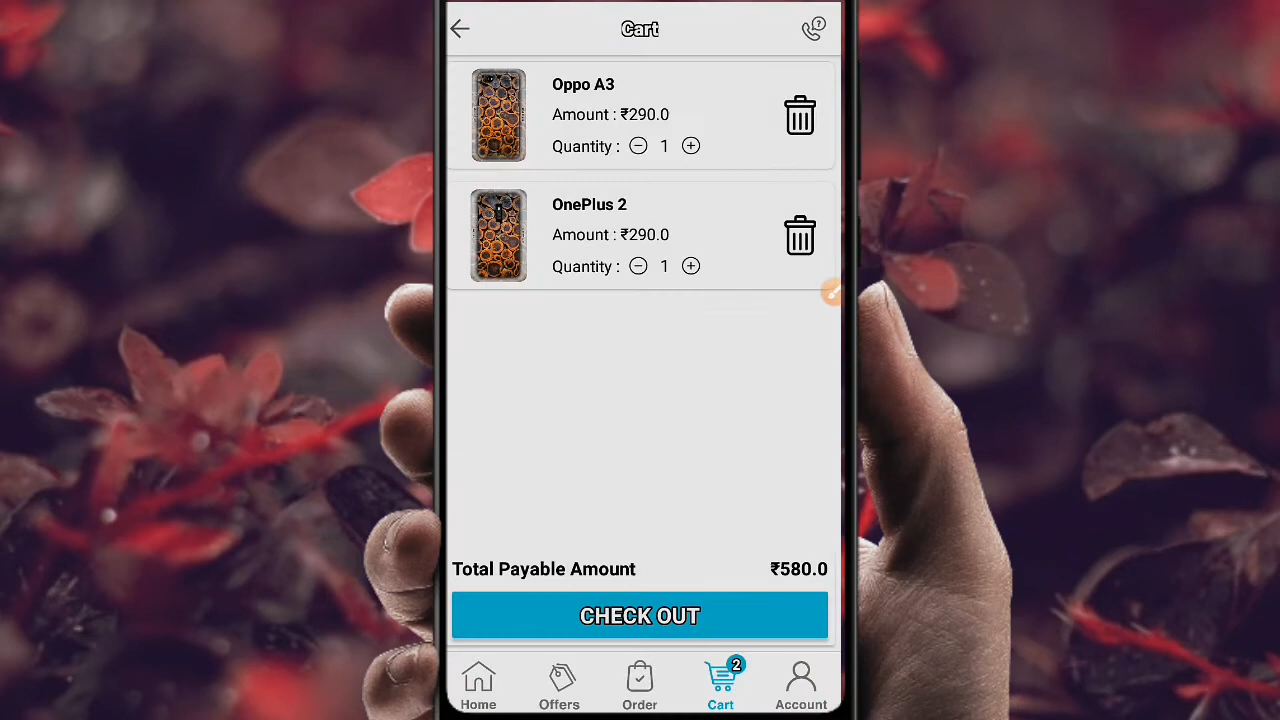 Cart
Oppo A3
Amount : ₹290.0
Quantity : 1
OnePlus 2
Amount : ₹290.0
Quantity : 1
Total Payable Amount ₹580.0
CHECK OUT
2
Home Offers Order Cart Account